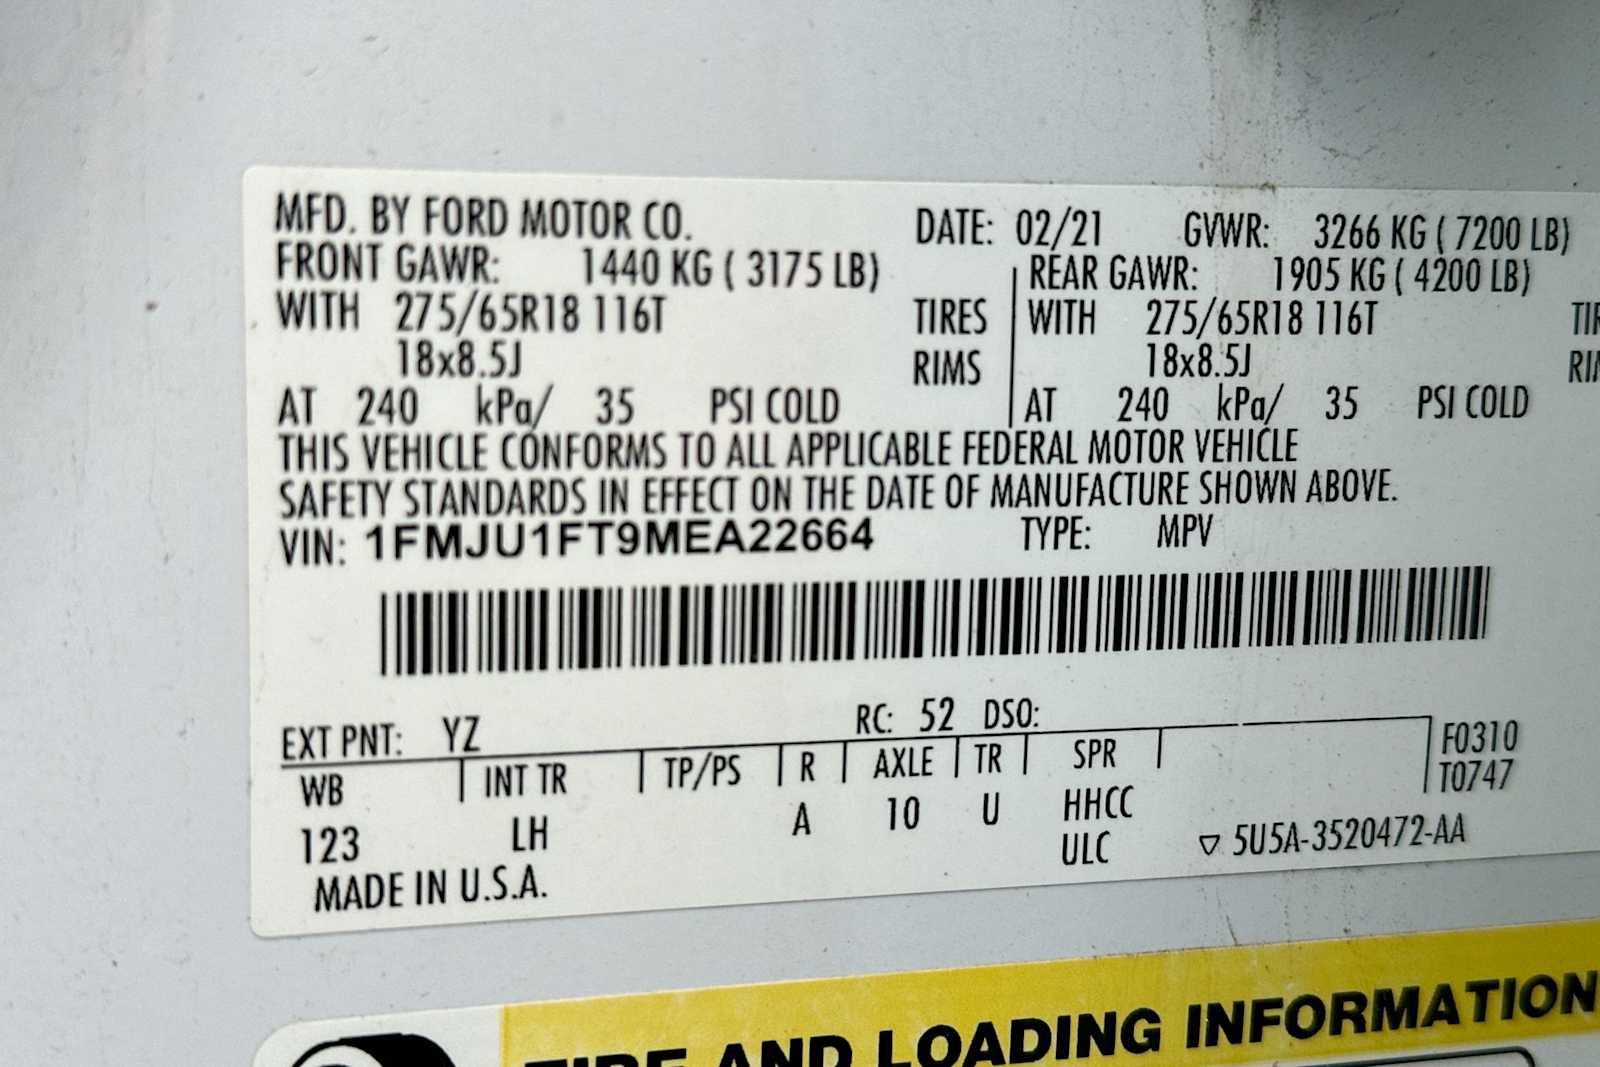 MFD. BY FORD MOTOR CO. DATE: 02/21 GVWR: 3266 KG ( 7200 LB)
FRONT GAWR: 1440 KG ( 3175 LB) REAR GAWR: 1905 KG ( 4200 LB)
WITH 275/65R18 116T TIRES WITH 275/65R18 116T
18x8.5J RIMS 18x8.5J
AT 240 kPa/ 35 PSI COLD AT 240 kPa/ 35 PSI COLD
THIS VEHICLE CONFORMS TO ALL APPLICABLE FEDERAL MOTOR VEHICLE
SAFETY STANDARDS IN EFFECT ON THE DATE OF MANUFACTURE SHOWN ABOVE.
VIN: 1FMJU1FT9MEA22664 TYPE: MPV
EXT PNT: YZ RC: 52 DSO:
WB INT TR TP/PS R AXLE TR SPR F0310
T0747
123 LH A 10 U HHCC
ULC ▽ 5U5A-3520472-AA
MADE IN U.S.A.
TIRE AND LOADING INFORMATION